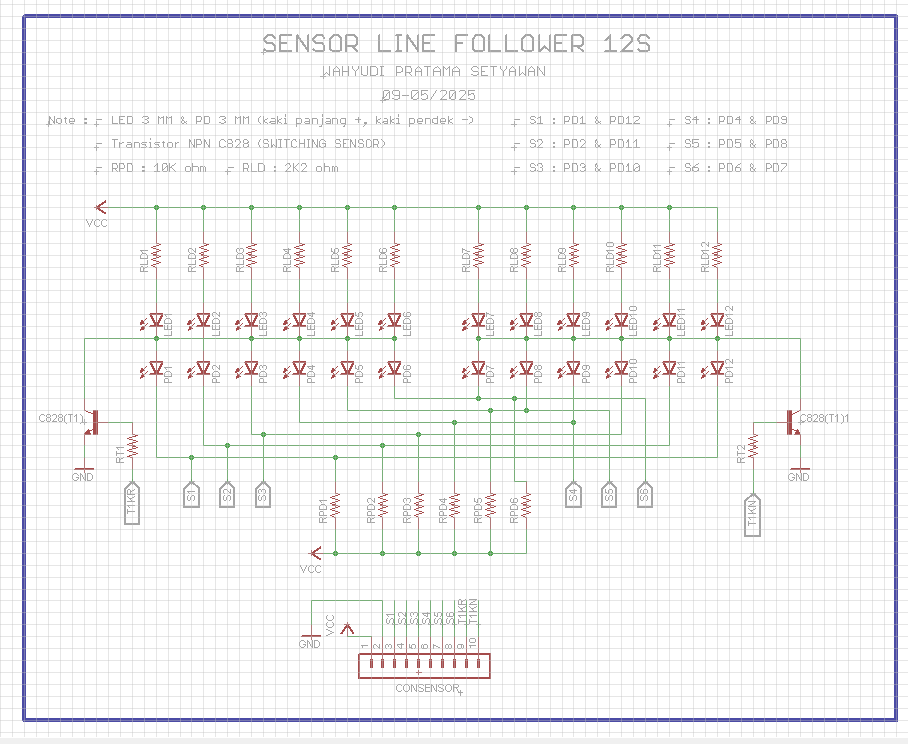 SENSOR LINE FOLLOWER 12S
WAHYUDI PRATAMA SETYAWAN
09-05/2025
Note : - LED 3 MM & PD 3 MM (kaki panjang +, kaki pendek -) - S1 : PD1 & PD12 - S4 : PD4 & PD9
- Transistor NPN C828 (SWITCHING SENSOR) - S2 : PD2 & PD11 - S5 : PD5 & PD8
- RPD : 10K ohm - RLD : 2K2 ohm - S3 : PD3 & PD10 - S6 : PD6 & PD7
VCC
RLD1 RLD2 RLD3 RLD4 RLD5 RLD6 RLD7 RLD8 RLD9 RLD10 RLD11 RLD12
LED1 LED2 LED3 LED4 LED5 LED6 LED7 LED8 LED9 LED10 LED11 LED12
PD1 PD2 PD3 PD4 PD5 PD6 PD7 PD8 PD9 PD10 PD11 PD12
C828(T1) C828(T1)1
RT1 RT2
GND GND
T1KR S1 S2 S3 S4 S5 S6 T1KN
RPD1 RPD2 RPD3 RPD4 RPD5 RPD6
VCC
S1 S2 S3 S4 S5 S6 T1KR T1KN
VCC
GND
1 2 3 4 5 6 7 8 9 10
CONSENSOR